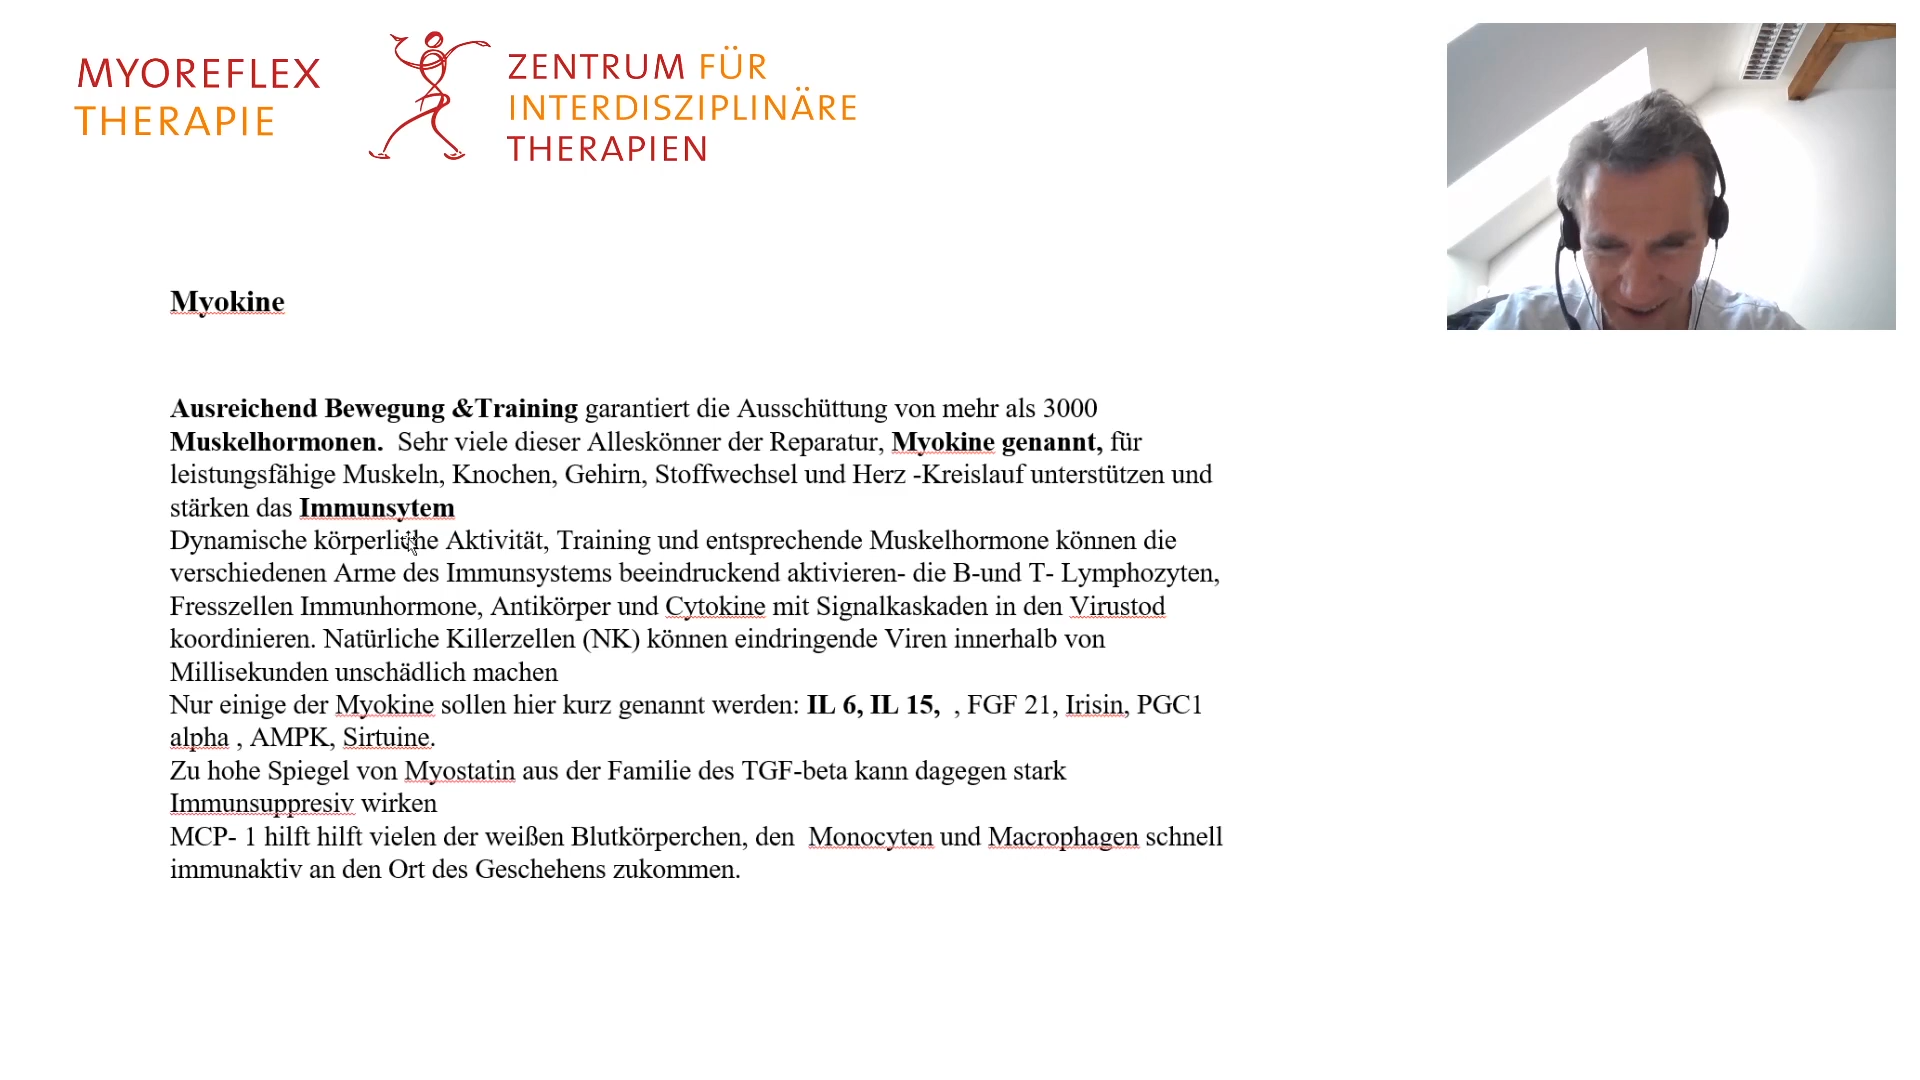 MYOREFLEX
THERAPIE
ZENTRUM FÜR
INTERDISZIPLINÄRE
THERAPIEN
Myokine
Ausreichend Bewegung &Training garantiert die Ausschüttung von mehr als 3000
Muskelhormonen. Sehr viele dieser Alleskönner der Reparatur, Myokine genannt, für
leistungsfähige Muskeln, Knochen, Gehirn, Stoffwechsel und Herz -Kreislauf unterstützen und
stärken das Immunsytem
Dynamische körperliche Aktivität, Training und entsprechende Muskelhormone können die
verschiedenen Arme des Immunsystems beeindruckend aktivieren- die B-und T- Lymphozyten,
Fresszellen Immunhormone, Antikörper und Cytokine mit Signalkaskaden in den Virustod
koordinieren. Natürliche Killerzellen (NK) können eindringende Viren innerhalb von
Millisekunden unschädlich machen
Nur einige der Myokine sollen hier kurz genannt werden: IL 6, IL 15, , FGF 21, Irisin, PGC1
alpha , AMPK, Sirtuine.
Zu hohe Spiegel von Myostatin aus der Familie des TGF-beta kann dagegen stark
Immunsuppresiv wirken
MCP- 1 hilft hilft vielen der weißen Blutkörperchen, den Monocyten und Macrophagen schnell
immunaktiv an den Ort des Geschehens zukommen.